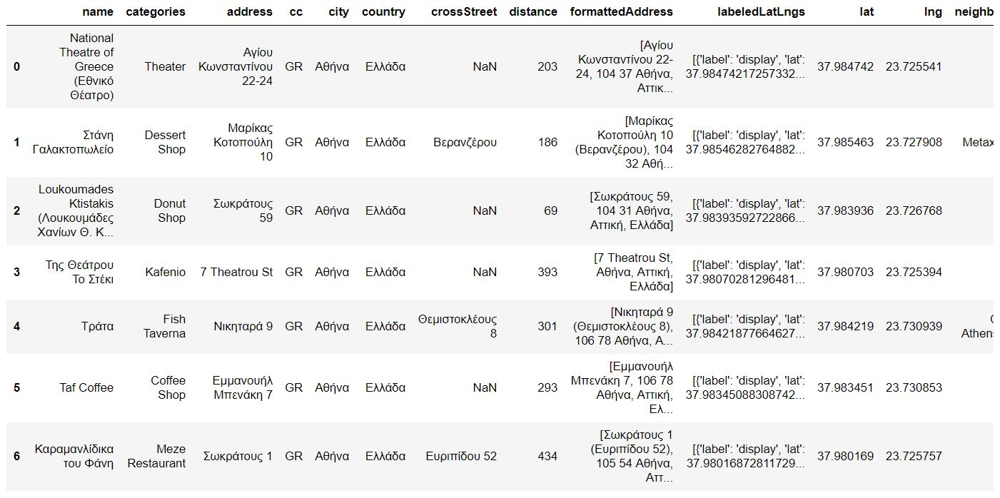 name categories address cc city country crossStreet distance formattedAddress labeledLatLngs lat lng neighb
0 National Theatre of Greece (Εθνικό Θέατρο) Theater Αγίου Κωνσταντίνου 22-24 GR Αθήνα Ελλάδα NaN 203 [Αγίου Κωνσταντίνου 22-24, 104 37 Αθήνα, Αττικ... [{'label': 'display', 'lat': 37.98474217257332... 37.984742 23.725541
1 Στάνη Γαλακτοπωλείο Dessert Shop Μαρίκας Κοτοπούλη 10 GR Αθήνα Ελλάδα Βερανζέρου 186 [Μαρίκας Κοτοπούλη 10 (Βερανζέρου), 104 32 Αθή... [{'label': 'display', 'lat': 37.98546282764882... 37.985463 23.727908 Metax
2 Loukoumades Ktistakis (Λουκουμάδες Χανίων Θ. Κ... Donut Shop Σωκράτους 59 GR Αθήνα Ελλάδα NaN 69 [Σωκράτους 59, 104 31 Αθήνα, Αττική, Ελλάδα] [{'label': 'display', 'lat': 37.98393592722866... 37.983936 23.726768
3 Της Θεάτρου Το Στέκι Kafenio 7 Theatrou St GR Αθήνα Ελλάδα NaN 393 [7 Theatrou St, Αθήνα, Αττική, Ελλάδα] [{'label': 'display', 'lat': 37.98070281296481... 37.980703 23.725394
4 Τράτα Fish Taverna Νικηταρά 9 GR Αθήνα Ελλάδα Θεμιστοκλέους 8 301 [Νικηταρά 9 (Θεμιστοκλέους 8), 106 78 Αθήνα, Α... [{'label': 'display', 'lat': 37.98421877664627... 37.984219 23.730939 Athens
5 Taf Coffee Coffee Shop Εμμανουήλ Μπενάκη 7 GR Αθήνα Ελλάδα NaN 293 [Εμμανουήλ Μπενάκη 7, 106 78 Αθήνα, Αττική, Ελ... [{'label': 'display', 'lat': 37.98345088308742... 37.983451 23.730853
6 Καραμανλίδικα του Φάνη Meze Restaurant Σωκράτους 1 GR Αθήνα Ελλάδα Ευριπίδου 52 434 [Σωκράτους 1 (Ευριπίδου 52), 105 54 Αθήνα, Αττ... [{'label': 'display', 'lat': 37.98016872811729... 37.980169 23.725757